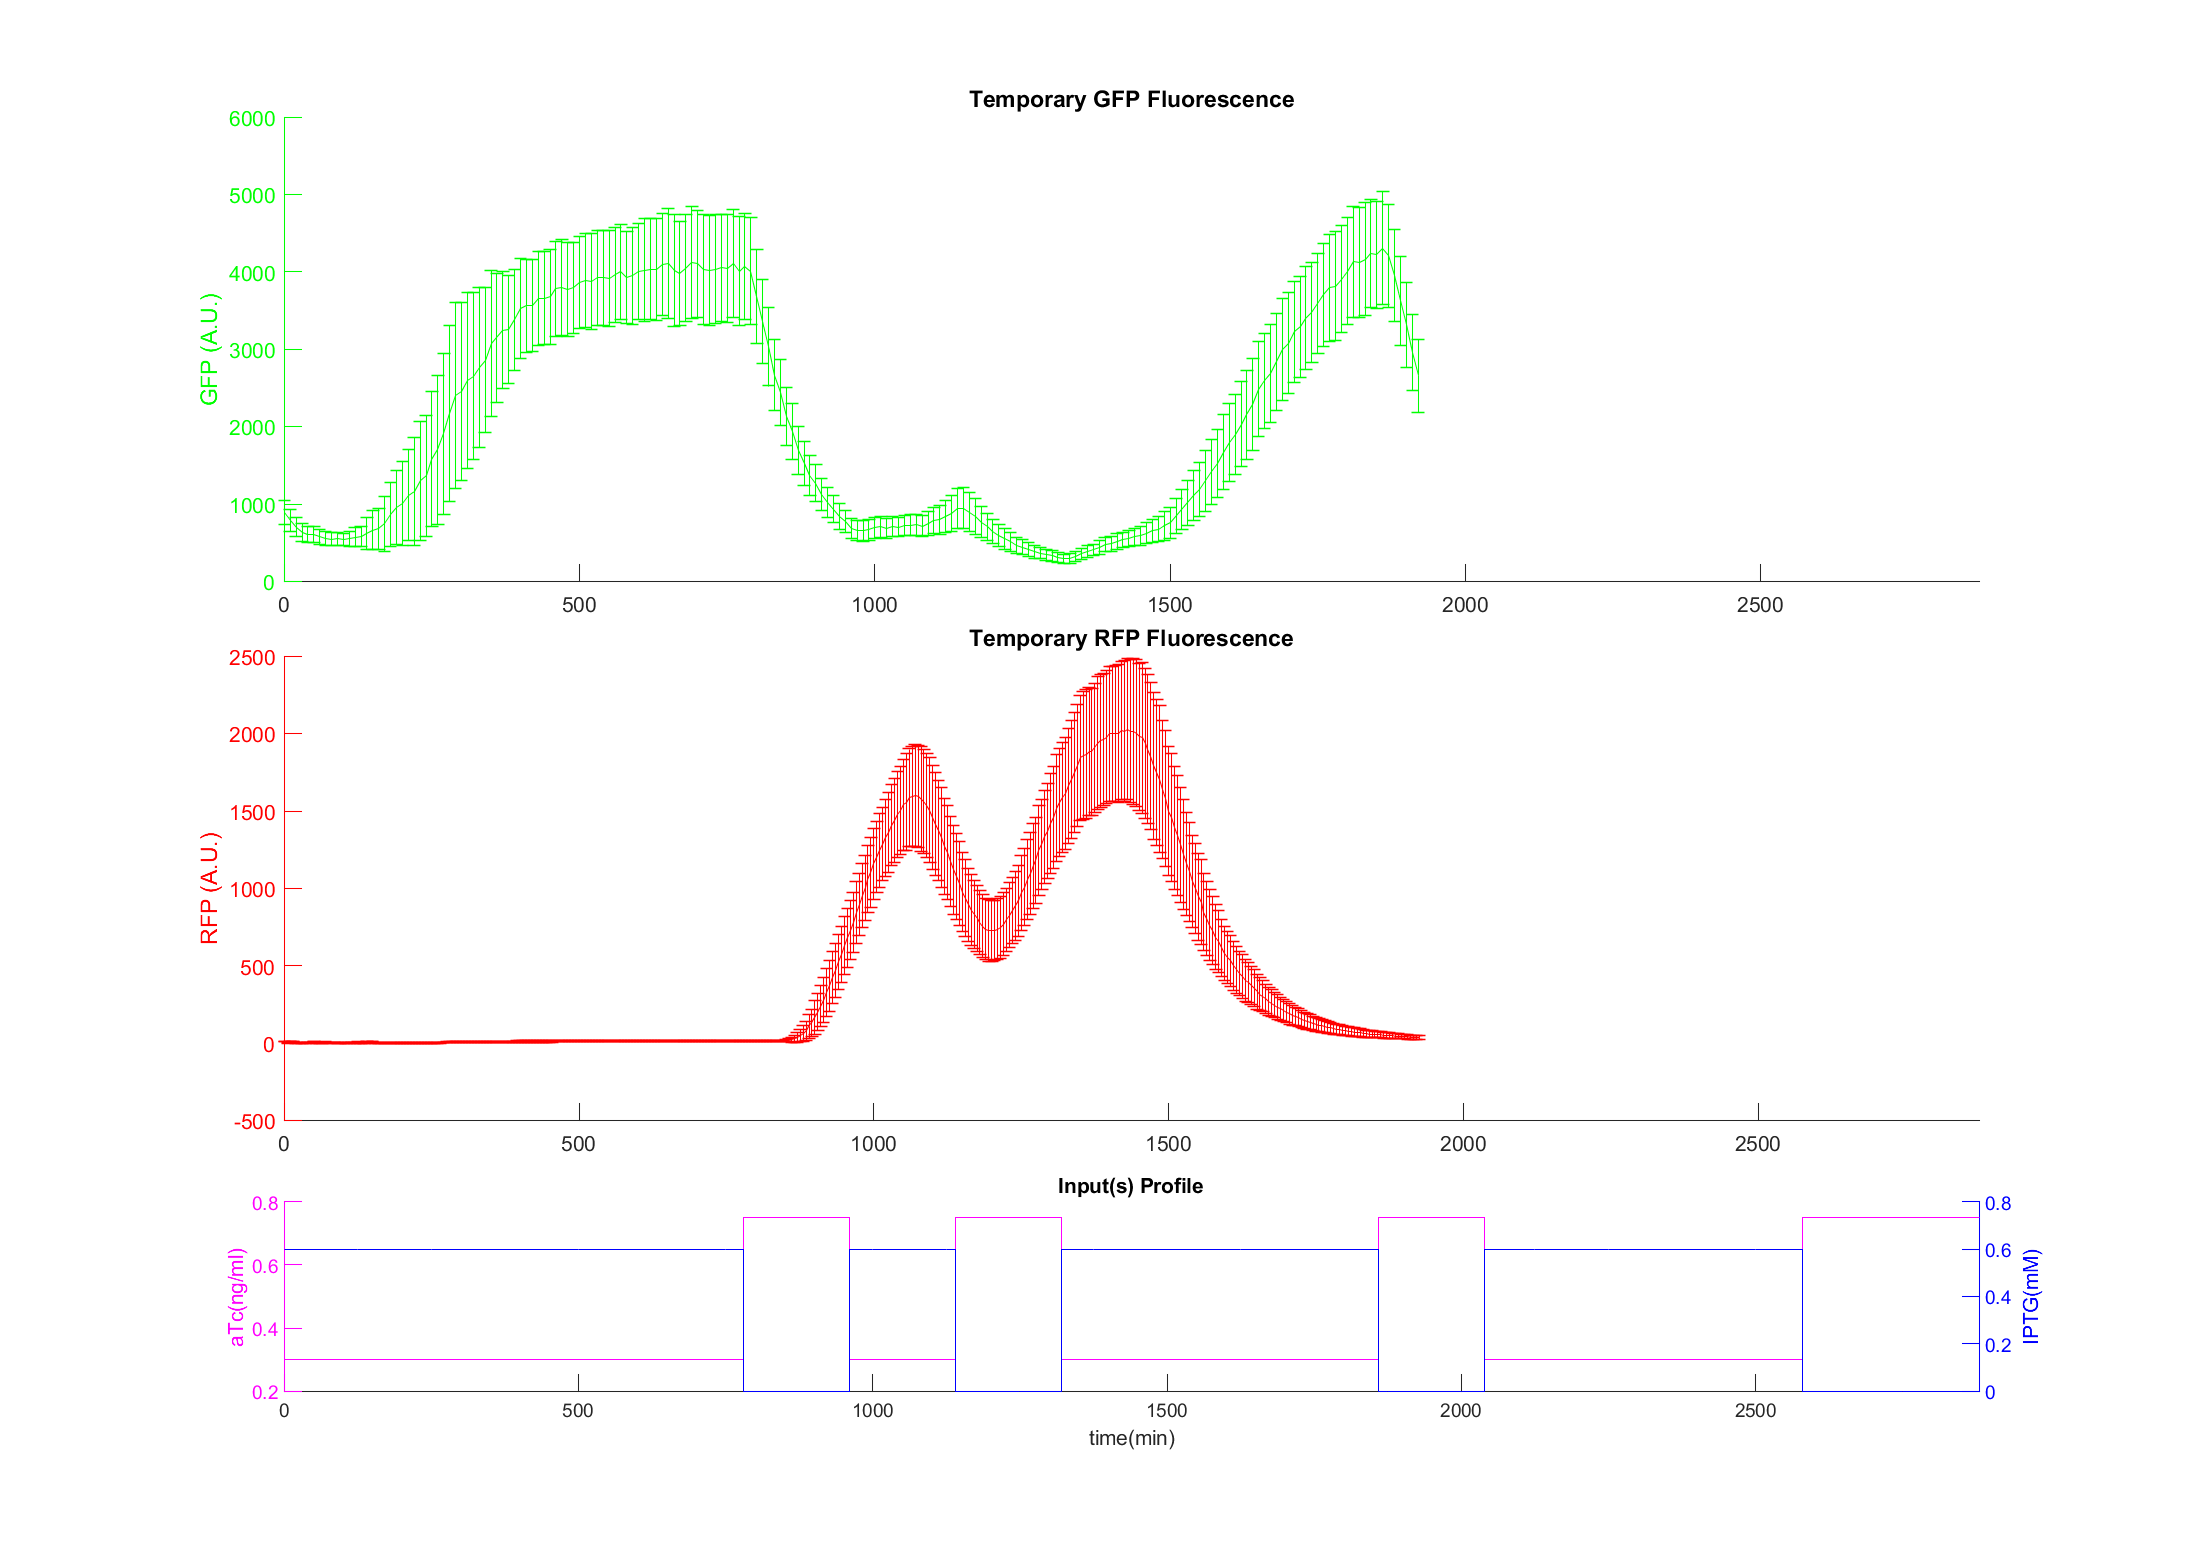 Temporary GFP Fluorescence
6000
5000
4000
3000
2000
1000
0
GFP (A.U.)
0 500 1000 1500 2000 2500
Temporary RFP Fluorescence
2500
2000
1500
1000
500
0
-500
RFP (A.U.)
0 500 1000 1500 2000 2500
Input(s) Profile
0.8
0.6
0.4
0.2
aTc(ng/ml)
0.8
0.6
0.4
0.2
0
IPTG(mM)
0 500 1000 1500 2000 2500
time(min)